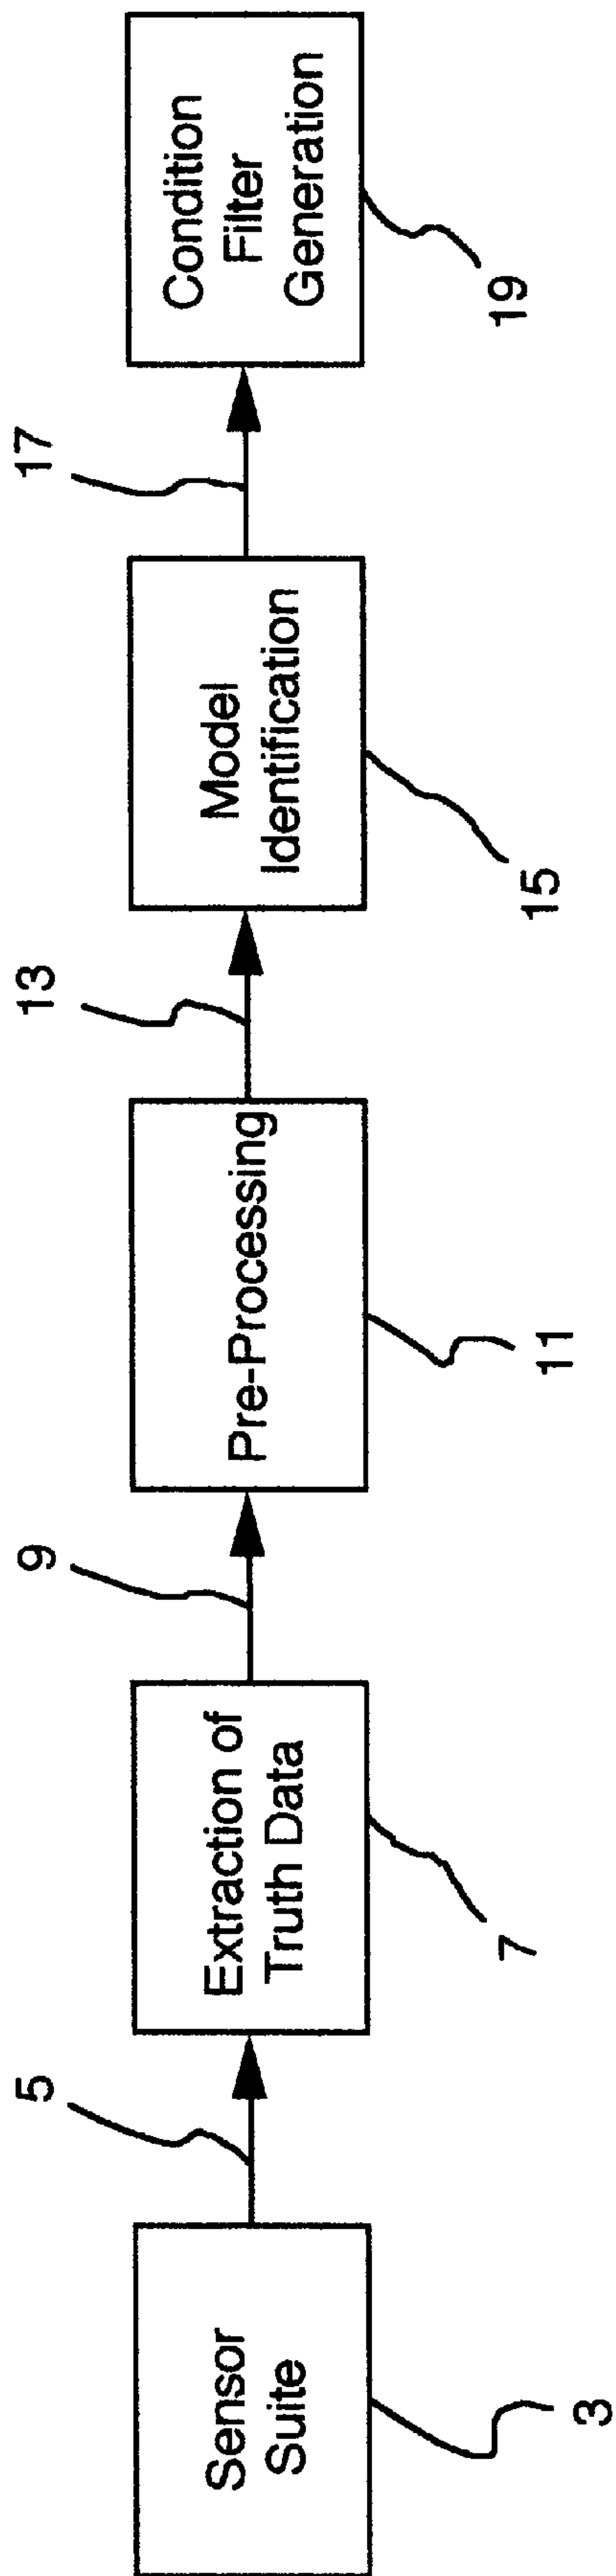 Sensor
Suite
3
5
Extraction of
Truth Data
7
9
Pre-Processing
11
13
Model
Identification
15
17
Condition
Filter
Generation
19